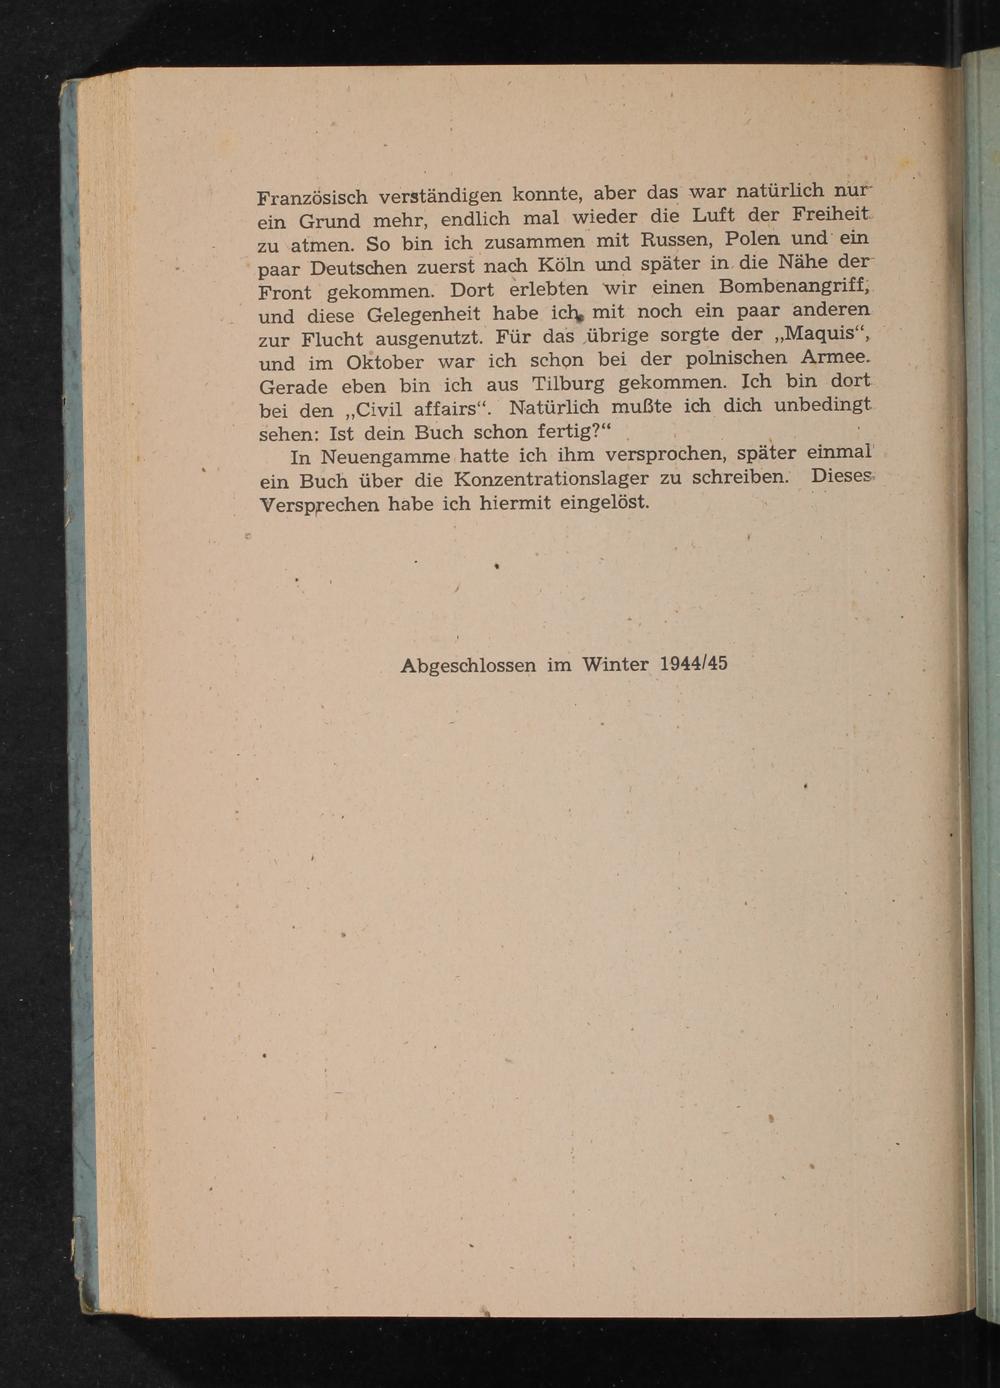 Französisch verständigen konnte, aber das war natürlich nur
ein Grund mehr, endlich mal wieder die Luft der Freiheit
zu atmen. So bin ich zusammen mit Russen, Polen und ein
paar Deutschen zuerst nach Köln und später in die Nähe der
Front gekommen. Dort erlebten wir einen Bombenangriff,
und diese Gelegenheit habe ich mit noch ein paar anderen
zur Flucht ausgenutzt. Für das übrige sorgte der „Maquis“,
und im Oktober war ich schon bei der polnischen Armee.
Gerade eben bin ich aus Tilburg gekommen. Ich bin dort
bei den „Civil affairs“. Natürlich mußte ich dich unbedingt
sehen: Ist dein Buch schon fertig?“
In Neuengamme hatte ich ihm versprochen, später einmal
ein Buch über die Konzentrationslager zu schreiben. Dieses
Versprechen habe ich hiermit eingelöst.
Abgeschlossen im Winter 1944/45